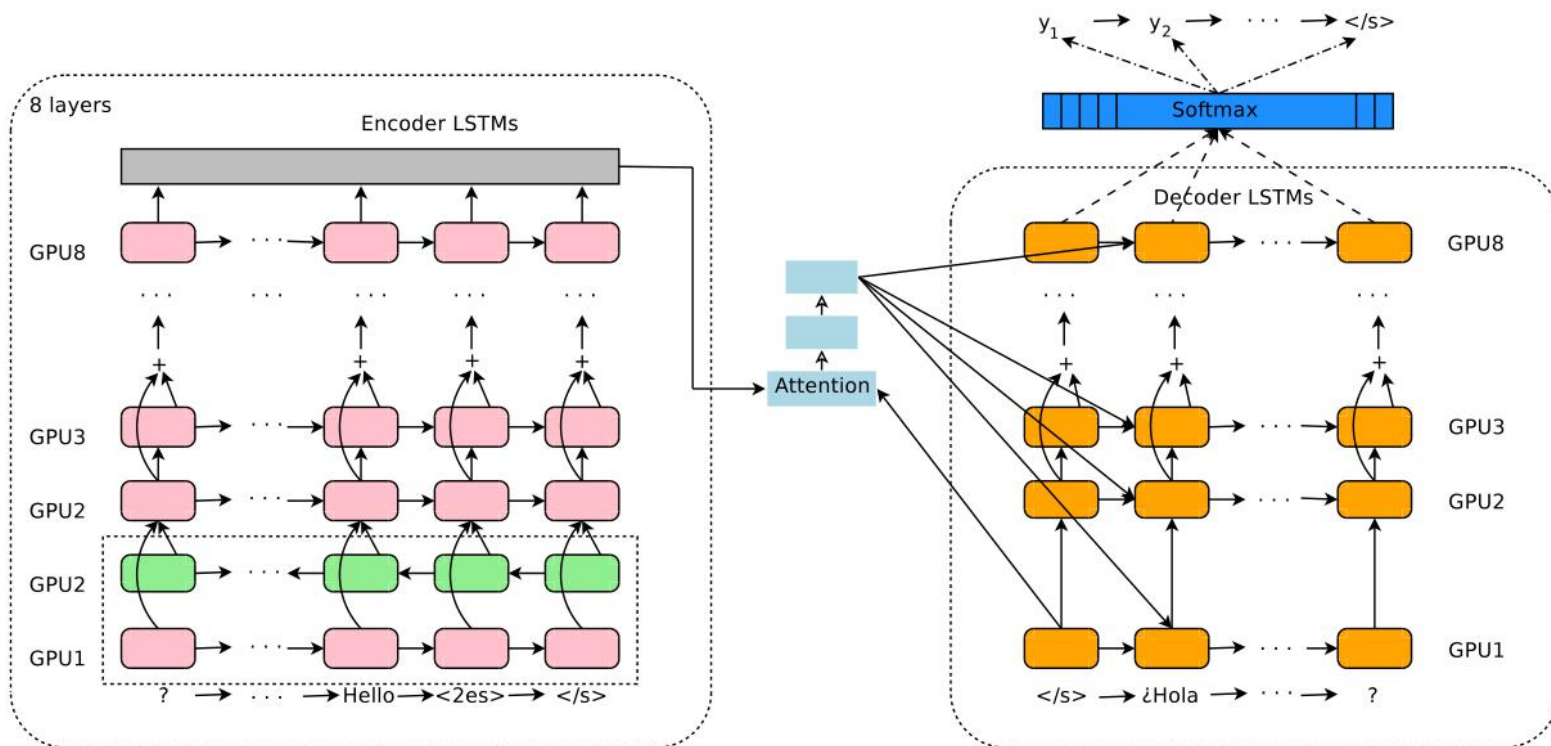 y1 y2 . . . </s>
8 layers
Encoder LSTMs
Softmax
Decoder LSTMs
GPU8
GPU8
. . . . . . . . . . . . . . .
. . . . . . . . . . . .
+ + + +
+ + +
Attention
GPU3
GPU3
GPU2
GPU2
GPU2
GPU1
GPU1
? . . . Hello <2es> </s>
</s> ¿Hola . . . ?